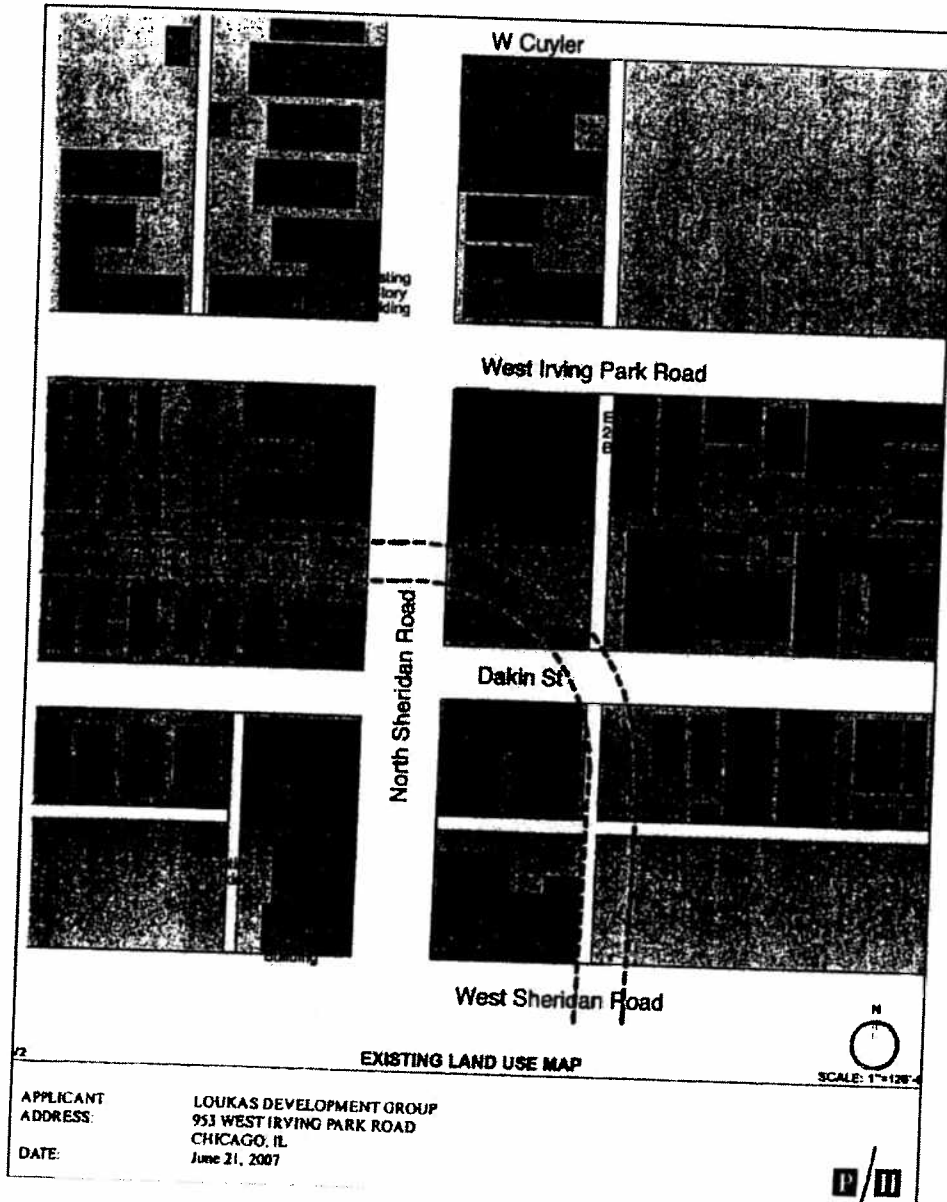 W Cuyler
West Irving Park Road
North Sheridan Road
Dakin St
Building
West Sheridan Road
N
EXISTING LAND USE MAP
APPLICANT LOUKAS DEVELOPMENT GROUP
ADDRESS: 953 WEST IRVING PARK ROAD
CHICAGO, IL
DATE: June 21, 2007